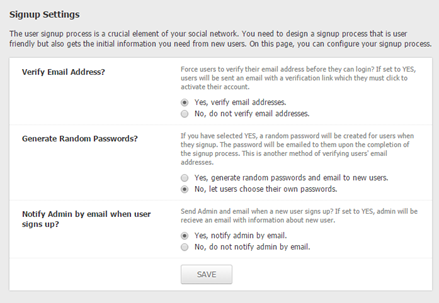 Signup Settings
The user signup process is a crucial element of your social network. You need to design a signup process that is user
friendly but also gets the initial information you need from new users. On this page, you can configure your signup process.
Verify Email Address?
Force users to verify their email address before they can login? If set to YES,
users will be sent an email with a verification link which they must click to
activate their account.
Yes, verify email addresses.
No, do not verify email addresses.
Generate Random Passwords?
If you have selected YES, a random password will be created for users when
they signup. The password will be emailed to them upon the completion of
the signup process. This is another method of verifying users' email
addresses.
Yes, generate random passwords and email to new users.
No, let users choose their own passwords.
Notify Admin by email when user
signs up?
Send Admin and email when a new user signs up? If set to YES, admin will be
recieve an email with information about new user.
Yes, notify admin by email.
No, do not notify admin by email.
SAVE